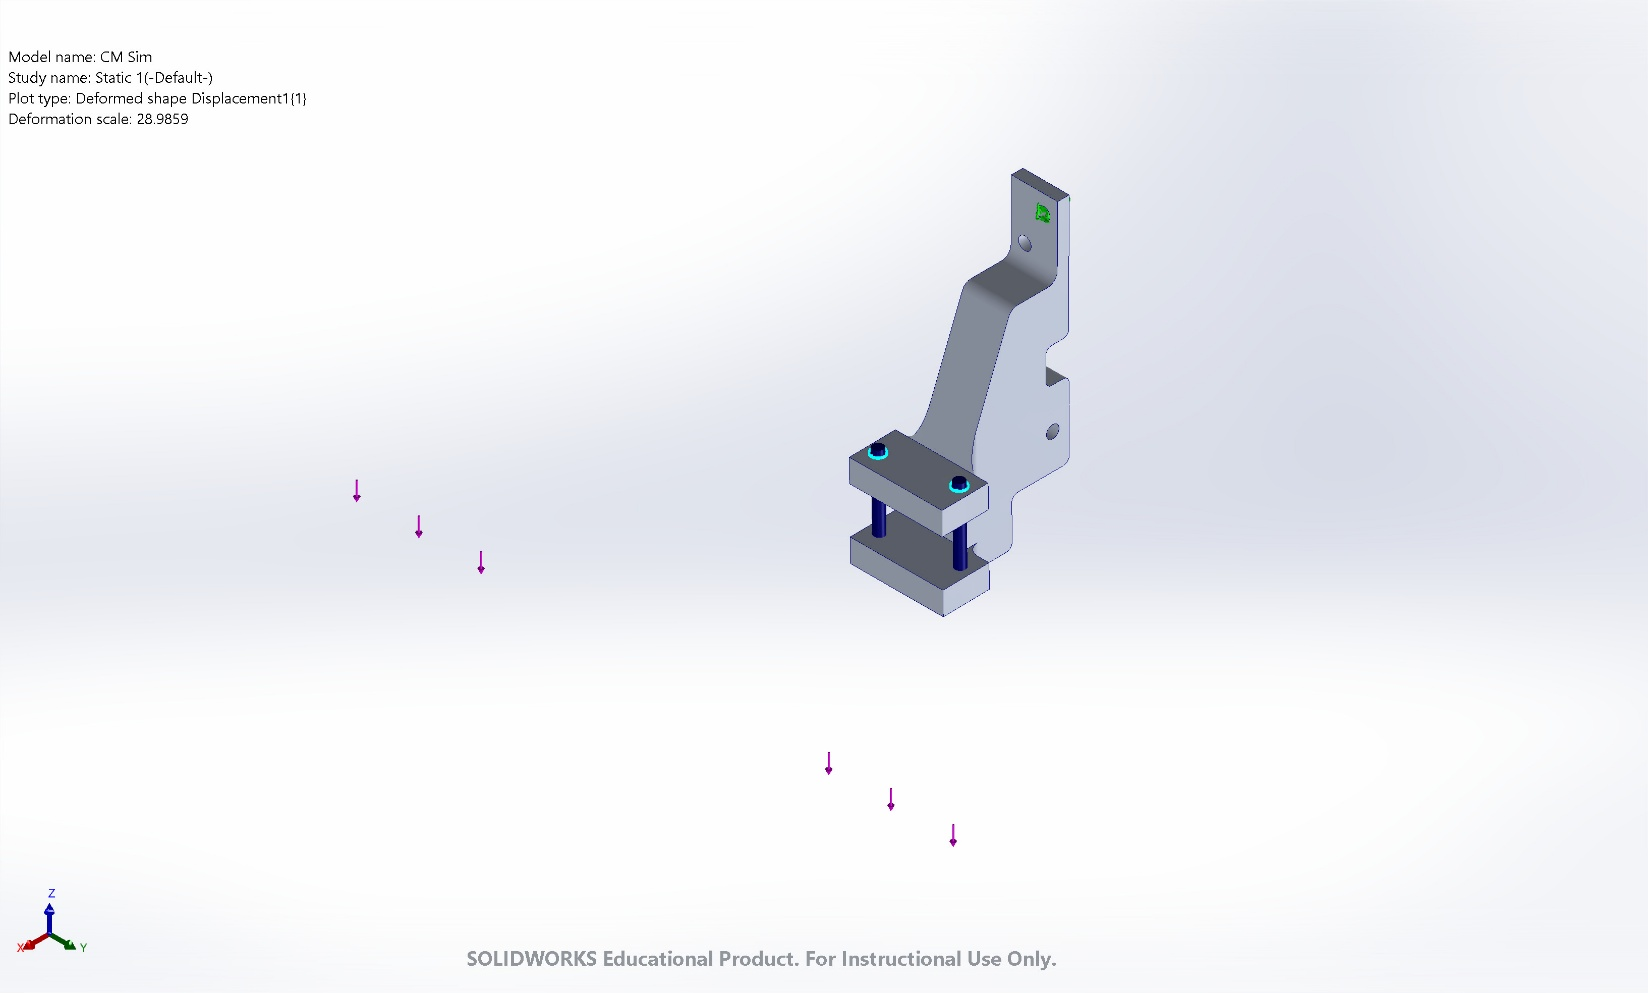 Model name: CM Sim
Study name: Static 1(-Default-)
Plot type: Deformed shape Displacement1{1}
Deformation scale: 28.9859
Z
X
Y
SOLIDWORKS Educational Product. For Instructional Use Only.